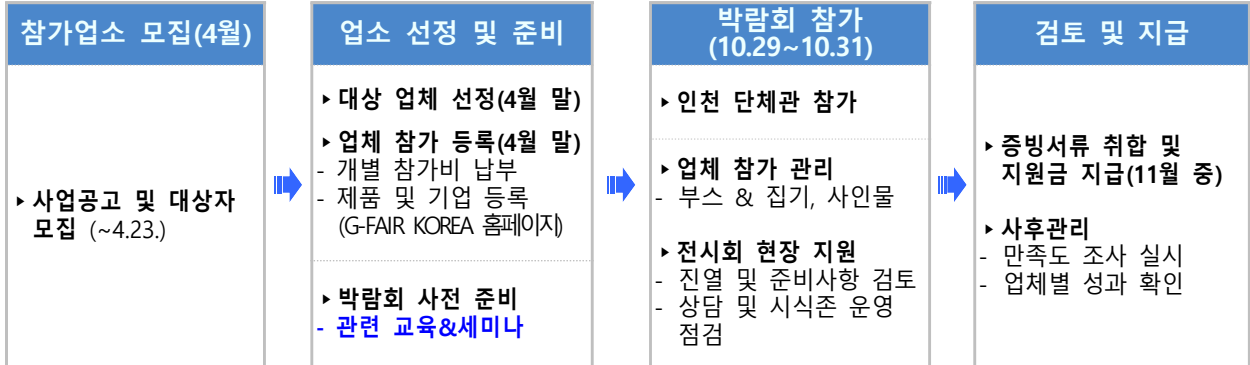 참가업소 모집(4월)
▸사업공고 및 대상자
모집 (~4.23.)
업소 선정 및 준비
▸대상 업체 선정(4월 말)
▸업체 참가 등록(4월 말)
- 개별 참가비 납부
- 제품 및 기업 등록
(G-FAIR KOREA 홈페이지)
▸박람회 사전 준비
- 관련 교육&세미나
박람회 참가
(10.29~10.31)
▸인천 단체관 참가
▸업체 참가 관리
- 부스 & 집기, 사인물
▸전시회 현장 지원
- 진열 및 준비사항 검토
- 상담 및 시식존 운영
점검
검토 및 지급
▸증빙서류 취합 및
지원금 지급(11월 중)
▸사후관리
- 만족도 조사 실시
- 업체별 성과 확인